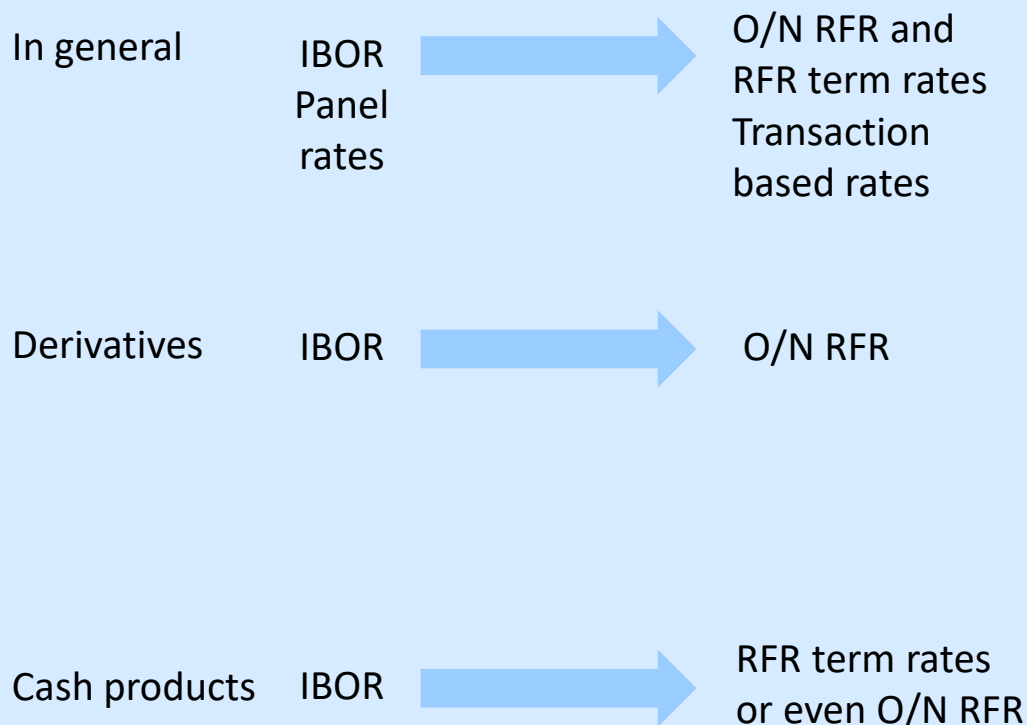 In general
IBOR
Panel
rates
O/N RFR and
RFR term rates
Transaction
based rates
Derivatives
IBOR
O/N RFR
Cash products
IBOR
RFR term rates
or even O/N RFR